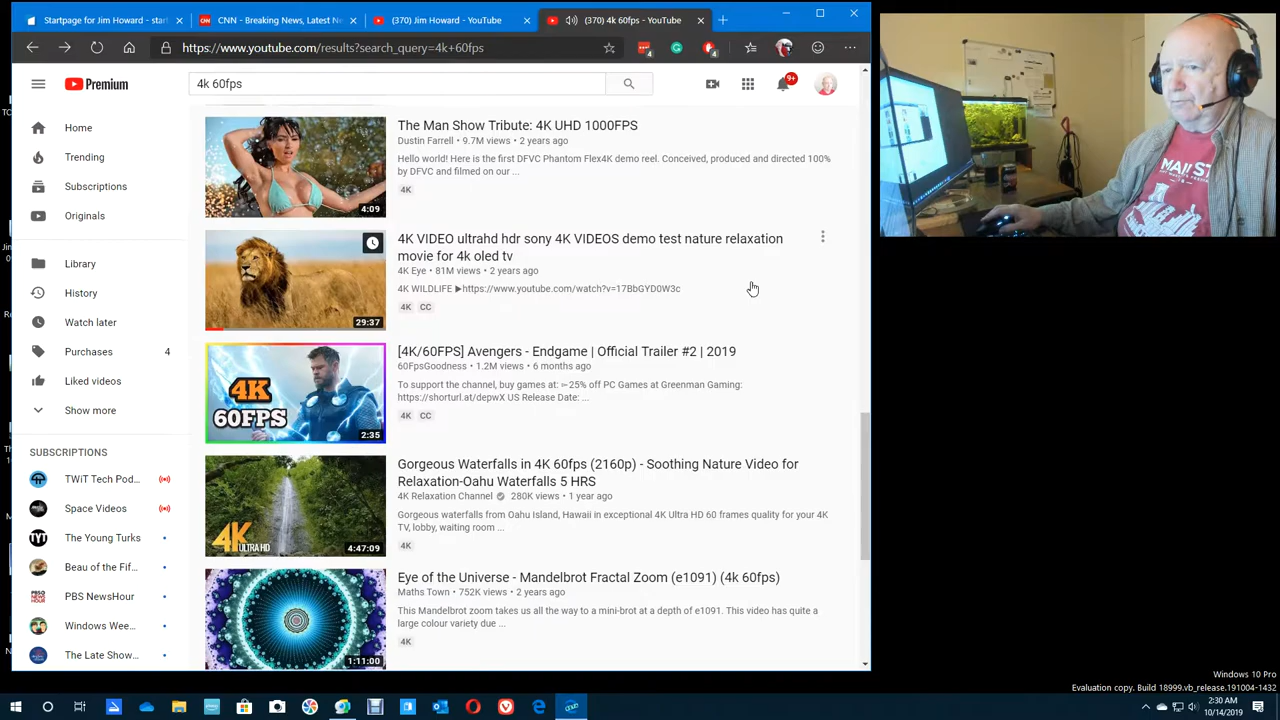 Startpage for Jim Howard - start
CNN - Breaking News, Latest Ne
(370) Jim Howard - YouTube
(370) 4k 60fps - YouTube
https://www.youtube.com/results?search_query=4k+60fps
4
4
Premium
4k 60fps
9+
Home
Trending
Subscriptions
Originals
Library
History
Watch later
Purchases 4
Liked videos
Show more
SUBSCRIPTIONS
TWiT Tech Pod...
Space Videos
The Young Turks
Beau of the Fif...
PBS NewsHour
Windows Wee...
The Late Show...
The Man Show Tribute: 4K UHD 1000FPS
Dustin Farrell • 9.7M views • 2 years ago
Hello world! Here is the first DFVC Phantom Flex4K demo reel. Conceived, produced and directed 100%
by DFVC and filmed on our ...
4K
4:09
4K VIDEO ultrahd hdr sony 4K VIDEOS demo test nature relaxation
movie for 4k oled tv
4K Eye • 81M views • 2 years ago
4K WILDLIFE ▶https://www.youtube.com/watch?v=17BbGYD0W3c
4K CC
29:37
[4K/60FPS] Avengers - Endgame | Official Trailer #2 | 2019
60FpsGoodness • 1.2M views • 6 months ago
To support the channel, buy games at: ➳25% off PC Games at Greenman Gaming:
https://shorturl.at/depwX US Release Date: ...
4K CC
4K
60FPS
2:35
Gorgeous Waterfalls in 4K 60fps (2160p) - Soothing Nature Video for
Relaxation-Oahu Waterfalls 5 HRS
4K Relaxation Channel 280K views • 1 year ago
Gorgeous waterfalls from Oahu Island, Hawaii in exceptional 4K Ultra HD 60 frames quality for your 4K
TV, lobby, waiting room ...
4K
4K ULTRA HD
4:47:09
Eye of the Universe - Mandelbrot Fractal Zoom (e1091) (4k 60fps)
Maths Town • 752K views • 2 years ago
This Mandelbrot zoom takes us all the way to a mini-brot at a depth of e1091. This video has quite a
large colour variety due ...
4K
1:11:00
Windows 10 Pro
Evaluation copy. Build 18999.vb_release.191004-1432
2:30 AM
10/14/2019